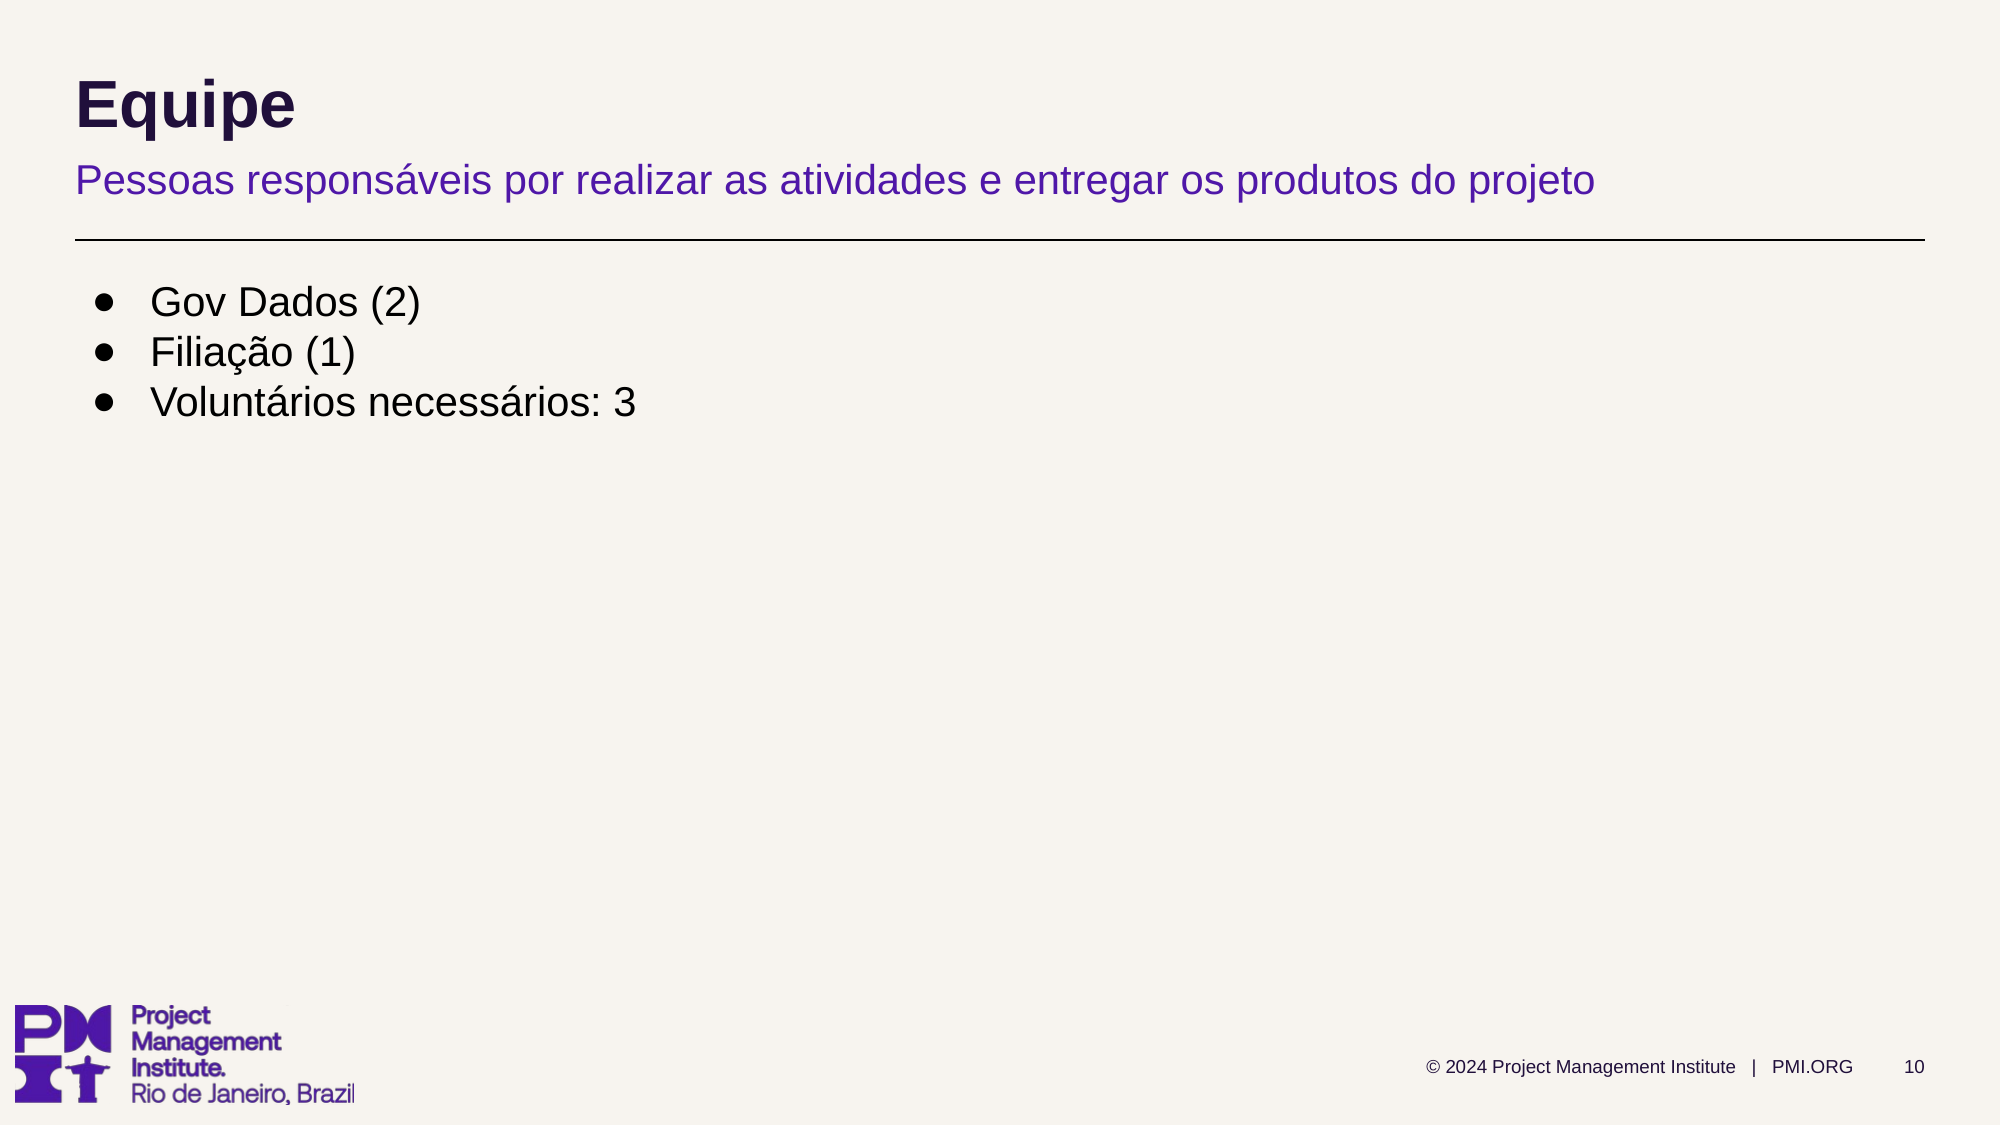 Equipe
Pessoas responsáveis por realizar as atividades e entregar os produtos do projeto
● Gov Dados (2)
● Filiação (1)
● Voluntários necessários: 3
Project
Management
Institute.
Rio de Janeiro, Brazil
© 2024 Project Management Institute | PMI.ORG 10